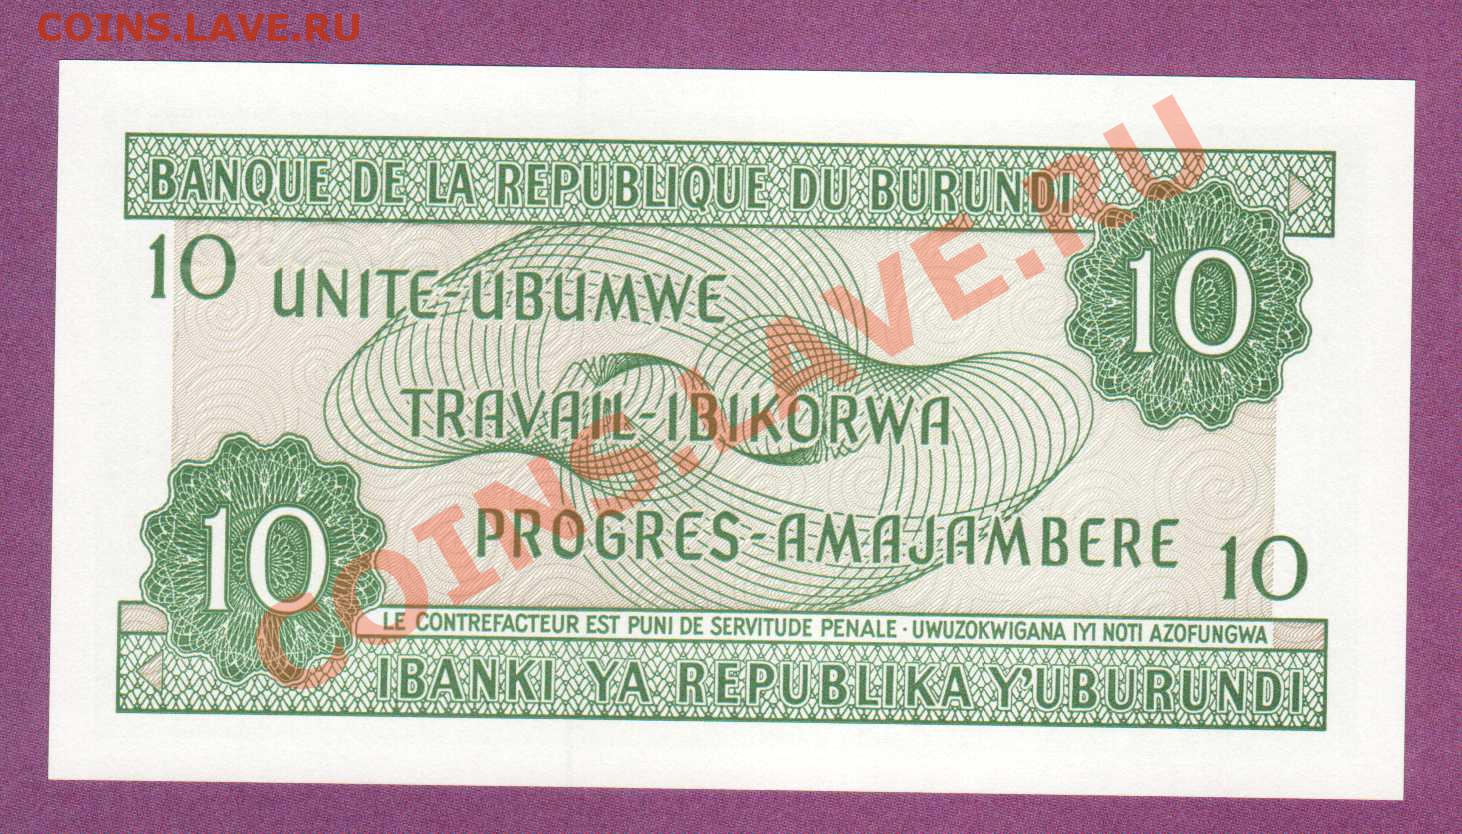 COINS.LAVE.RU
BANQUE DE LA REPUBLIQUE DU BURUNDI
10
10
UNITE-UBUMWE
TRAVAIL-IBIKORWA
PROGRES-AMAJAMBERE
10
10
LE CONTREFACTEUR EST PUNI DE SERVITUDE PENALE · UWUZOKWIGANA IYI NOTI AZOFUNGWA
IBANKI YA REPUBLIKA Y'UBURUNDI
COINS.LAVE.RU